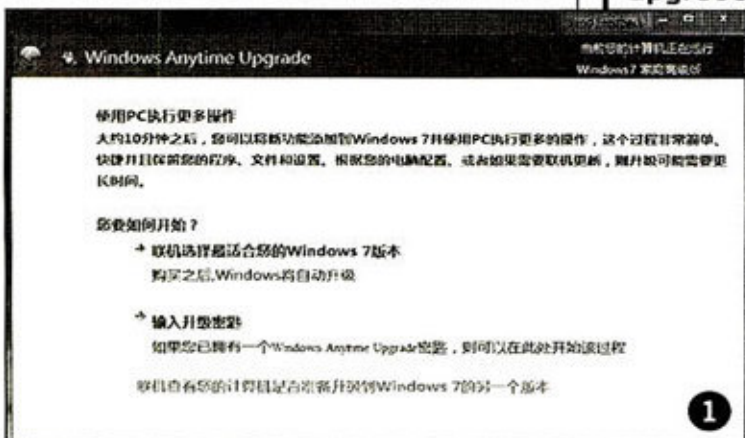 Windows Anytime Upgrade
当前您的计算机正在运行
Windows7 家庭高级版
使用PC执行更多操作
大约10分钟之后，您可以将新功能添加到Windows 7并使用PC执行更多的操作，这个过程非常简单、
快捷并且保留您的程序、文件和设置。根据您的电脑配置、或者如果需要联机更新，则升级可能需要更
长时间。
您要如何开始？
联机选择最适合您的Windows 7版本
购买之后,Windows将自动升级
输入升级密钥
如果您已拥有一个Windows Anytime Upgrade密钥，则可以在此处开始该过程
联机查看您的计算机是否准备升级到Windows 7的另一个版本
1